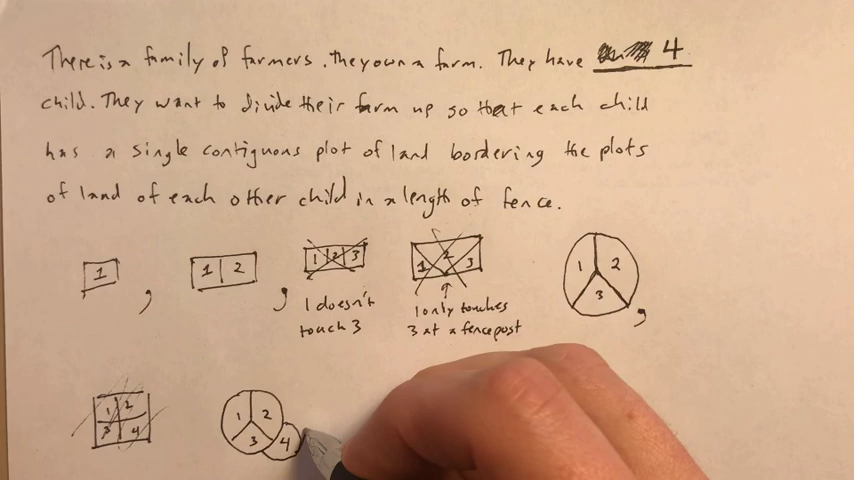 There is a family of farmers. They own a farm. They have 4
child. They want to divide their farm up so that each child
has a single contiguous plot of land bordering the plots
of land of each other child in a length of fence.
1 , 1 2 , 1 2 3 1 2 3 1 2 3 ,
1 doesn't
touch 3
1 only touches
3 at a fencepost
1 2 3 4
1 2 3 4